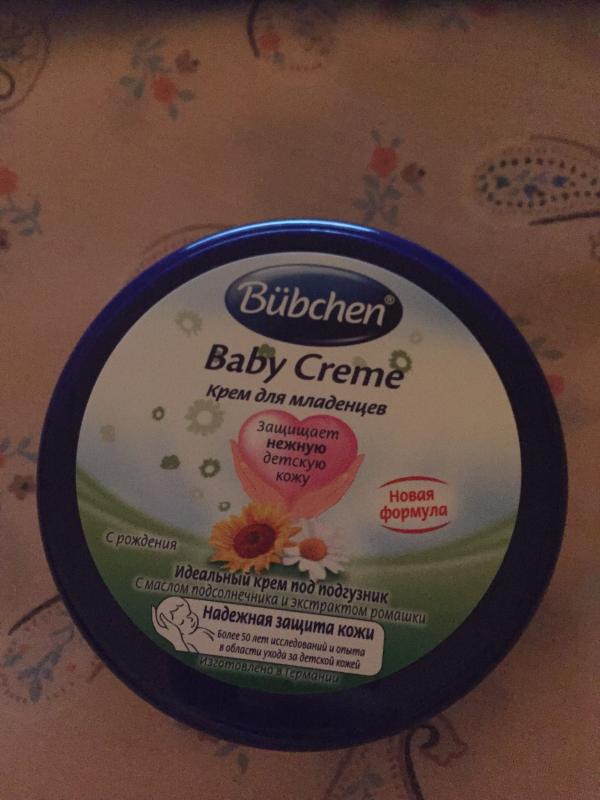 Bübchen®
Baby Creme
Крем для младенцев
Защищает
нежную
детскую
кожу
Новая
формула
С рождения
Идеальный крем под подгузник
С маслом подсолнечника и экстрактом ромашки
Надежная защита кожи
Более 50 лет исследований и опыта
в области ухода за детской кожей
Изготовлено в Германии